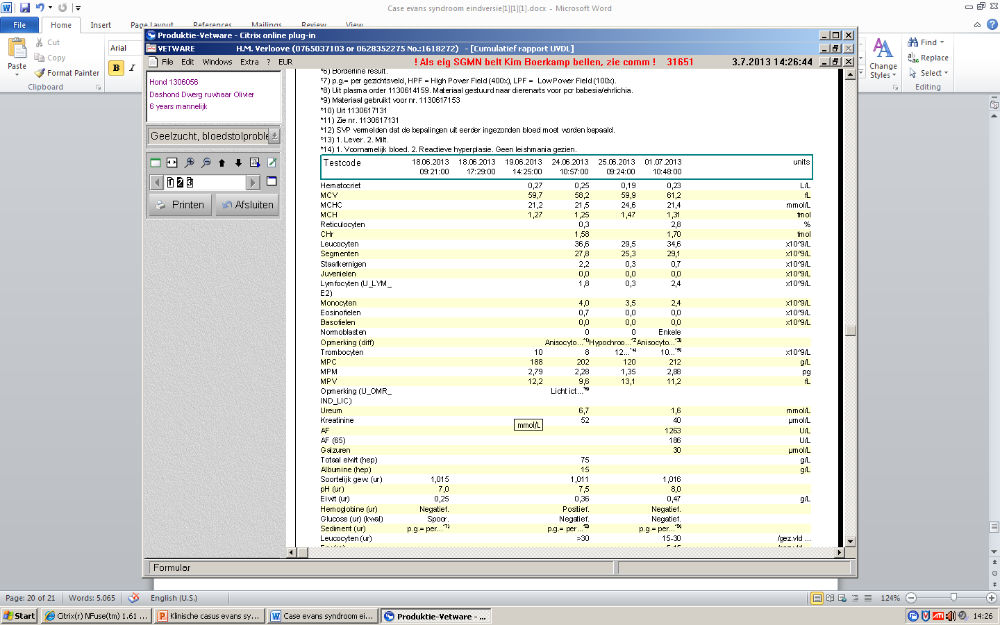 Case evans syndroom eindversie[1][1][1].docx - Microsoft Word
File Home Insert Page Layout References Mailings Review View
Produktie-Vetware - Citrix online plug-in
VETWARE H.M. Verloove (0765037103 or 0628352275 No.:1618272) - [Cumulatief rapport UVDL]
File Edit Windows Extra ? EUR ! Als eig SGMN belt Kim Boerkamp bellen, zie comm ! 31651 3.7.2013 14:26:44
Paste
Cut
Copy
Format Painter
Clipboard
Arial
B I
Change Styles
Find
Replace
Select
Editing
Hond 1306056
Dashond Dwerg ruwhaar Olivier
6 years mannelijk
Geelzucht, bloedstolproble
1 2 3
Printen Afsluiten
*6) Borderline result.
*7) p.g.= per gezichtsveld, HPF = High Power Field (400x), LPF = Low Power Field (100x).
*8) Uit plasma order 1130614159. Materiaal gestuurd naar dierenarts voor pcr babesia/ehrlichia.
*9) Materiaal gebruikt voor nr. 1130617153
*10) Uit 1130617131
*11) Zie nr. 1130617131
*12) SVP vermelden dat de bepalingen uit eerder ingezonden bloed moet worden bepaald.
*13) 1. Lever. 2. Milt.
*14) 1. Voornamelijk bloed. 2. Reactieve hyperplasie. Geen leishmania gezien.
Testcode 18.06.2013 18.06.2013 19.06.2013 24.06.2013 25.06.2013 01.07.2013 units
09:21:00 17:29:00 14:25:00 10:57:00 09:24:00 10:48:00
Hematocriet 0,27 0,25 0,19 0,23 L/L
MCV 59,7 58,2 59,9 61,2 fL
MCHC 21,2 21,5 24,6 21,4 mmol/L
MCH 1,27 1,25 1,47 1,31 fmol
Reticulocyten 0,3 2,8 %
CHr 1,58 1,70 fmol
Leucocyten 36,6 29,5 34,6 x10^9/L
Segmenten 27,8 25,3 29,1 x10^9/L
Staafkernigen 2,2 0,3 0,7 x10^9/L
Juvenielen 0,0 0,0 0,0 x10^9/L
Lymfocyten (U_LYM_ 1,8 0,3 2,4 x10^9/L
E2)
Monocyten 4,0 3,5 2,4 x10^9/L
Eosinofielen 0,7 0,0 0,0 x10^9/L
Basofielen 0,0 0,0 0,0 x10^9/L
Normoblasten 0 0 Enkele
Opmerking (diff) Anisocyto...*1) Hypochroo...*2 Anisocyto...*3)
Trombocyten 10 8 12...*4) 10...*5) x10^9/L
MPC 188 202 120 212 g/L
MPM 2,79 2,28 1,35 2,88 pg
MPV 12,2 9,6 13,1 11,2 fL
Opmerking (U_OMR_ Licht ict...*6)
IND_LIC)
Ureum 6,7 1,6 mmol/L
Kreatinine 52 40 µmol/L
mmol/L
AF 1263 U/L
AF (65) 186 U/L
Galzuren 30 µmol/L
Totaal eiwit (hep) 75 g/L
Albumine (hep) 15 g/L
Soortelijk gew. (ur) 1,015 1,011 1,016
pH (ur) 7,0 7,5 8,0
Eiwit (ur) 0,25 0,36 0,47 g/L
Hemoglobine (ur) Negatief. Positief. Negatief.
Glucose (ur) (kwal) Spoor. Negatief. Negatief.
Sediment (ur) p.g.= per...*7) p.g.= per...*8) p.g.= per...*9)
Leucocyten (ur) >30 15-30 /gez.vld ...
Formular
Page: 20 of 21 Words: 5.065 English (U.S.) 124%
Start Citrix(r) NFuse(tm) 1.61 ... Klinische casus evans sy... Case evans syndroom ei... Produktie-Vetware - ... 14:26